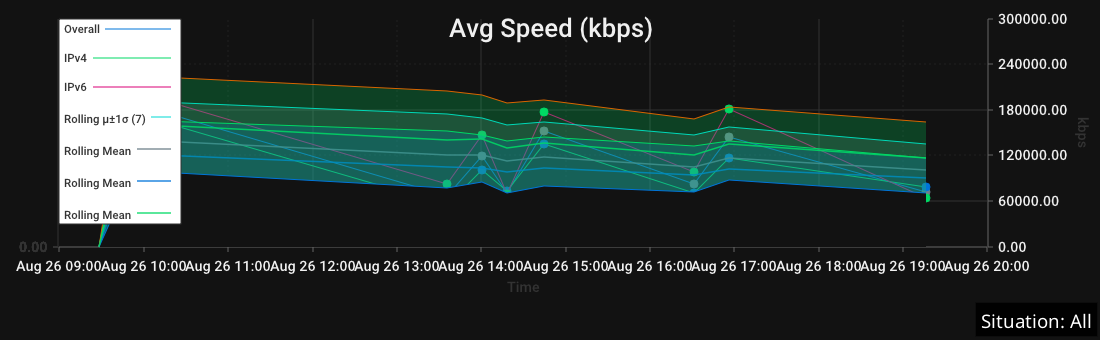 Avg Speed (kbps)
Overall
IPv4
IPv6
Rolling μ±1σ (7)
Rolling Mean
Rolling Mean
Rolling Mean
300000.00
240000.00
180000.00
120000.00
60000.00
0.00
kbps
0.00
Aug 26 09:00 Aug 26 10:00 Aug 26 11:00 Aug 26 12:00 Aug 26 13:00 Aug 26 14:00 Aug 26 15:00 Aug 26 16:00 Aug 26 17:00 Aug 26 18:00 Aug 26 19:00 Aug 26 20:00
Time
Situation: All